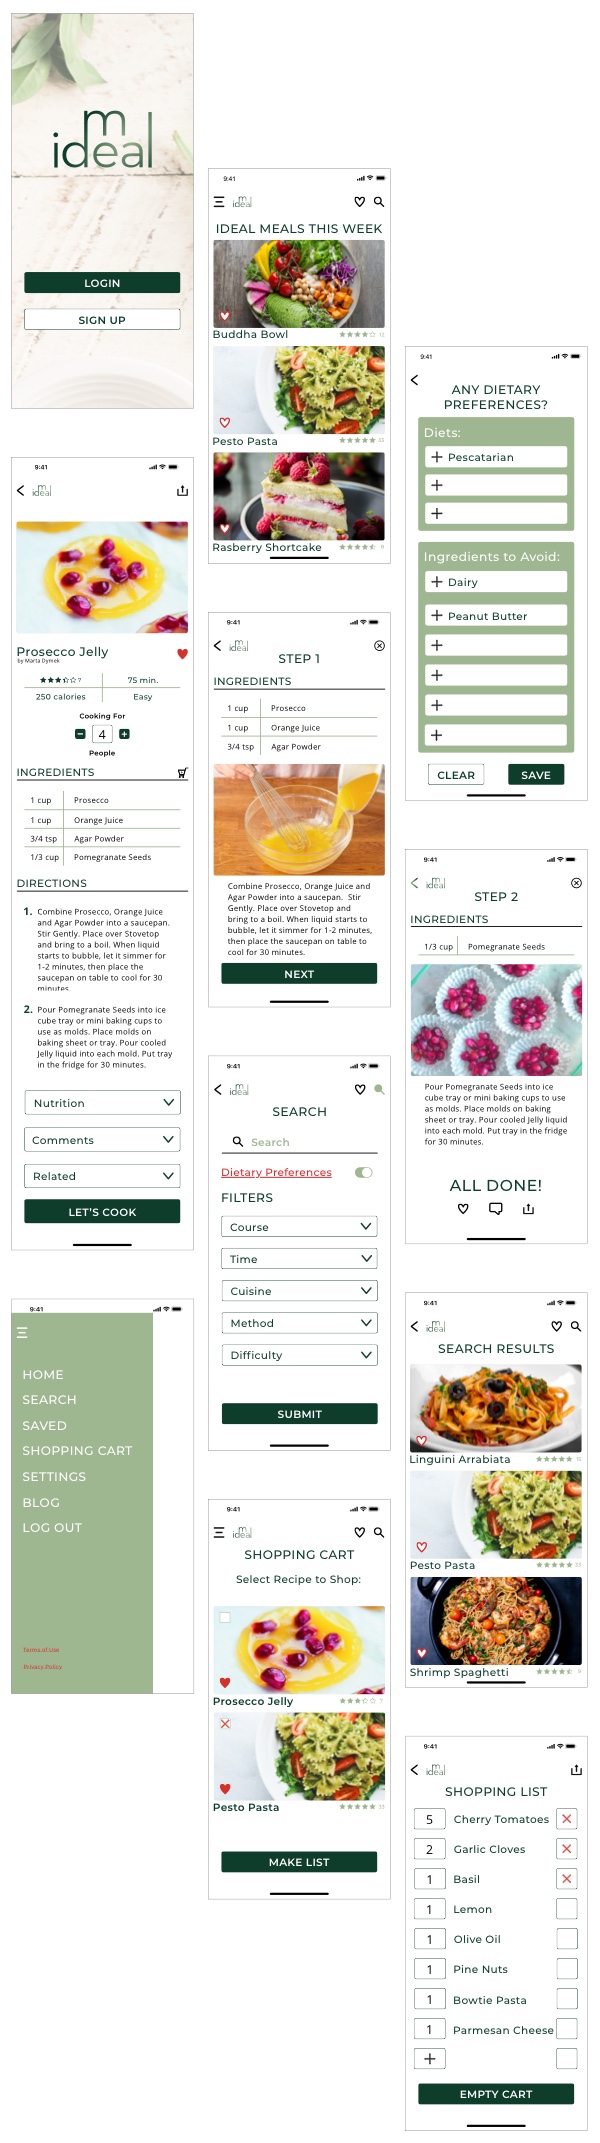 m
ideal
LOGIN
SIGN UP
9:41
m
ideal
IDEAL MEALS THIS WEEK
Buddha Bowl
12
Pesto Pasta
33
Rasberry Shortcake
9:41
ANY DIETARY
PREFERENCES?
Diets:
Pescatarian
Ingredients to Avoid:
Dairy
Peanut Butter
CLEAR
SAVE
9:41
m
ideal
Prosecco Jelly
by Marta Dymek
7
75 min.
250 calories
Easy
Cooking For
4
People
INGREDIENTS
1 cup Prosecco
1 cup Orange Juice
3/4 tsp Agar Powder
1/3 cup Pomegranate Seeds
DIRECTIONS
1. Combine Prosecco, Orange Juice
and Agar Powder into a saucepan.
Stir Gently. Place over Stovetop
and bring to a boil. When liquid
starts to bubble, let it simmer for
1-2 minutes, then place the
saucepan on table to cool for 30
minutes.
2. Pour Pomegranate Seeds into ice
cube tray or mini baking cups to
use as molds. Place molds on
baking sheet or tray. Pour cooled
Jelly liquid into each mold. Put tray
in the fridge for 30 minutes.
Nutrition
Comments
Related
LET'S COOK
9:41
m
ideal
STEP 1
INGREDIENTS
1 cup Prosecco
1 cup Orange Juice
3/4 tsp Agar Powder
Combine Prosecco, Orange Juice and
Agar Powder into a saucepan. Stir
Gently. Place over Stovetop and
bring to a boil. When liquid starts to
bubble, let it simmer for 1-2 minutes,
then place the saucepan on table to
cool for 30 minutes.
NEXT
9:41
m
ideal
STEP 2
INGREDIENTS
1/3 cup Pomegranate Seeds
Pour Pomegranate Seeds into ice
cube tray or mini baking cups to use
as molds. Place molds on baking
sheet or tray. Pour cooled Jelly liquid
into each mold. Put tray in the fridge
for 30 minutes.
ALL DONE!
9:41
m
ideal
SEARCH
Search
Dietary Preferences
FILTERS
Course
Time
Cuisine
Method
Difficulty
SUBMIT
9:41
HOME
SEARCH
SAVED
SHOPPING CART
SETTINGS
BLOG
LOG OUT
Terms of Use
Privacy Policy
9:41
m
ideal
SEARCH RESULTS
Linguini Arrabiata
Pesto Pasta
33
Shrimp Spaghetti
9:41
m
ideal
SHOPPING CART
Select Recipe to Shop:
Prosecco Jelly
7
Pesto Pasta
33
MAKE LIST
9:41
m
ideal
SHOPPING LIST
5 Cherry Tomatoes
2 Garlic Cloves
1 Basil
1 Lemon
1 Olive Oil
1 Pine Nuts
1 Bowtie Pasta
1 Parmesan Cheese
EMPTY CART